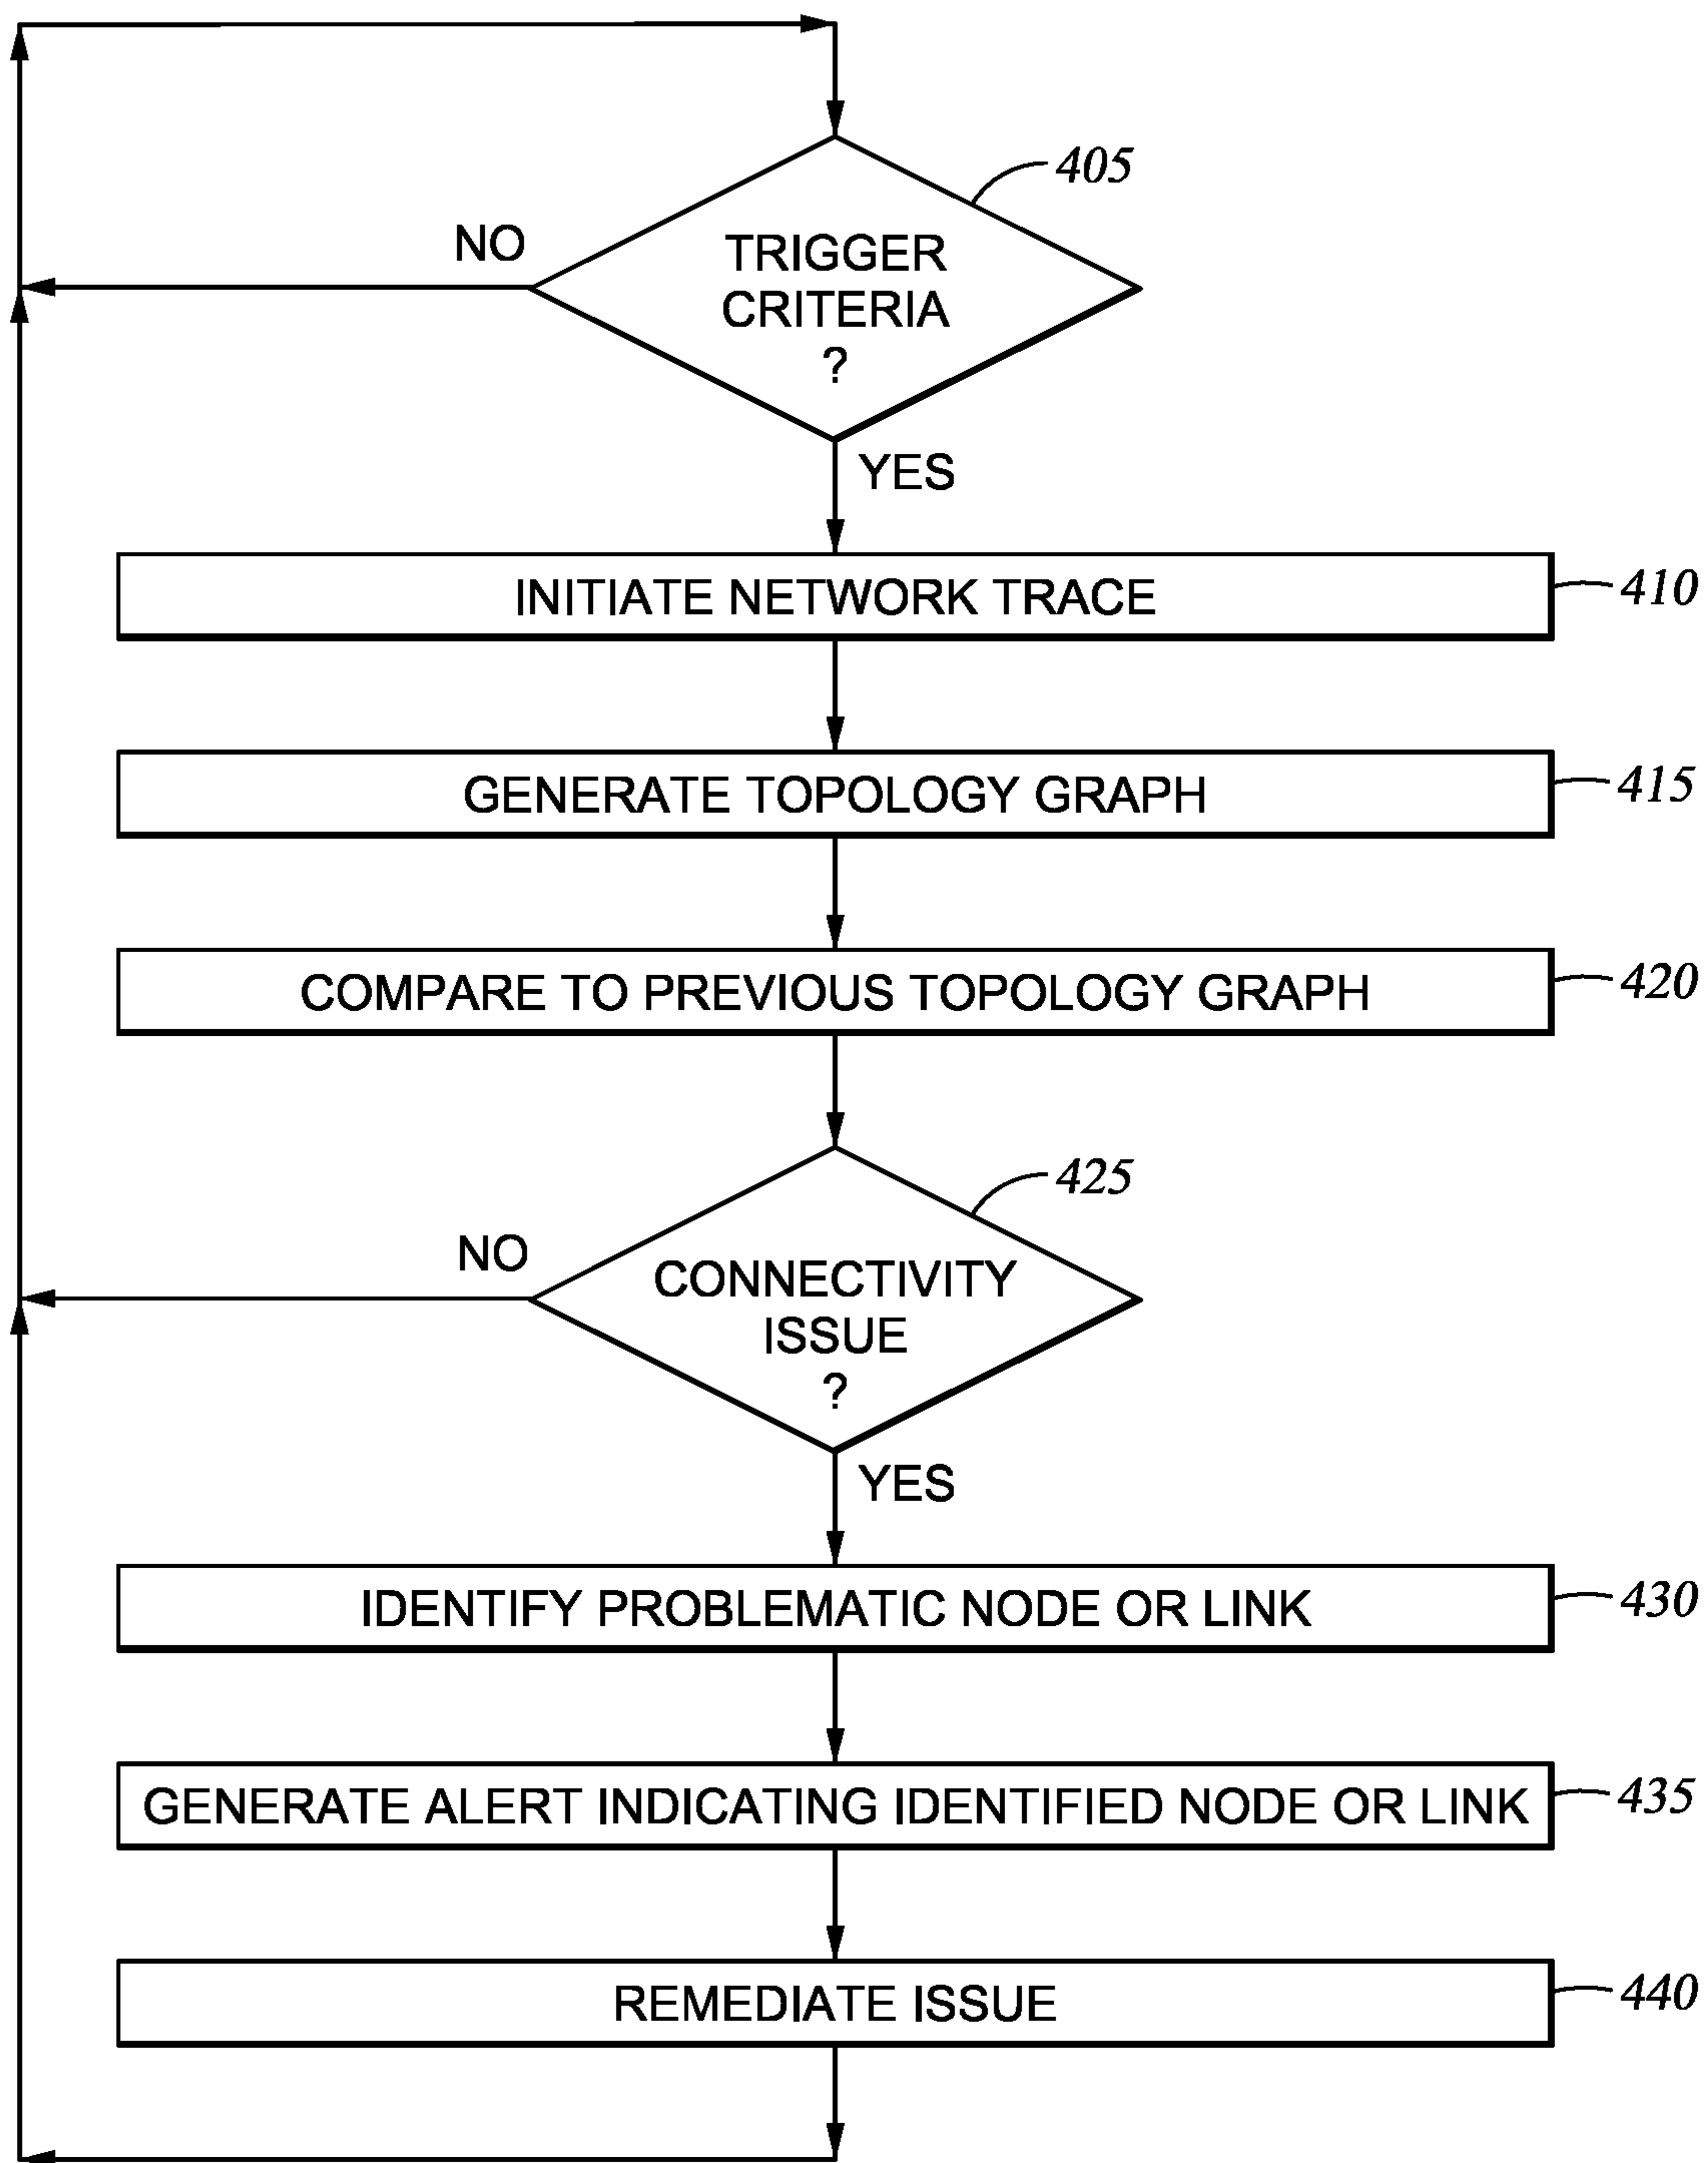 405
NO
TRIGGER
CRITERIA
?
YES
INITIATE NETWORK TRACE
410
GENERATE TOPOLOGY GRAPH
415
COMPARE TO PREVIOUS TOPOLOGY GRAPH
420
425
NO
CONNECTIVITY
ISSUE
?
YES
IDENTIFY PROBLEMATIC NODE OR LINK
430
GENERATE ALERT INDICATING IDENTIFIED NODE OR LINK
435
REMEDIATE ISSUE
440